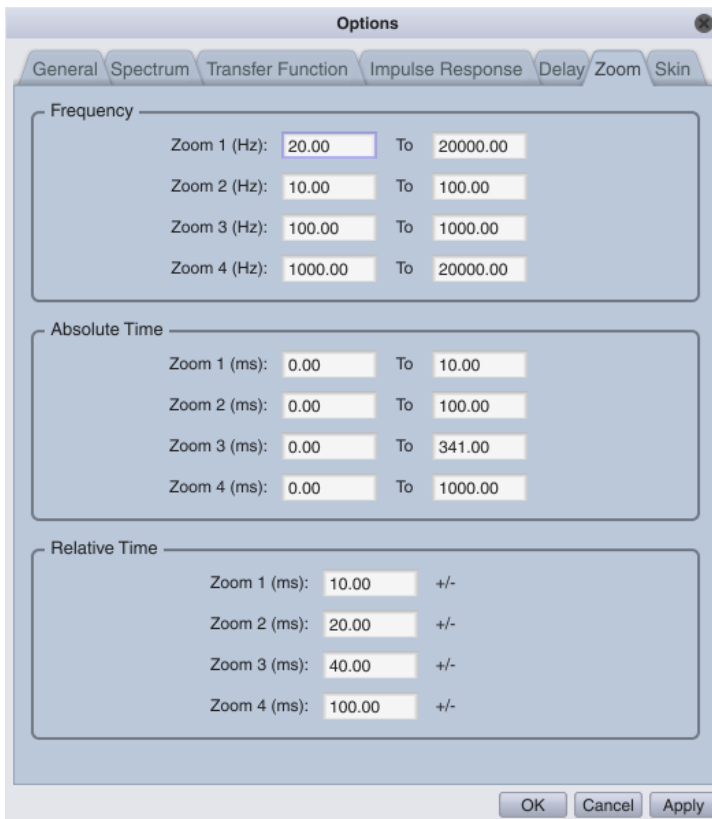 Options
General Spectrum Transfer Function Impulse Response Delay Zoom Skin
Frequency
Zoom 1 (Hz): 20.00 To 20000.00
Zoom 2 (Hz): 10.00 To 100.00
Zoom 3 (Hz): 100.00 To 1000.00
Zoom 4 (Hz): 1000.00 To 20000.00
Absolute Time
Zoom 1 (ms): 0.00 To 10.00
Zoom 2 (ms): 0.00 To 100.00
Zoom 3 (ms): 0.00 To 341.00
Zoom 4 (ms): 0.00 To 1000.00
Relative Time
Zoom 1 (ms): 10.00 +/-
Zoom 2 (ms): 20.00 +/-
Zoom 3 (ms): 40.00 +/-
Zoom 4 (ms): 100.00 +/-
OK Cancel Apply